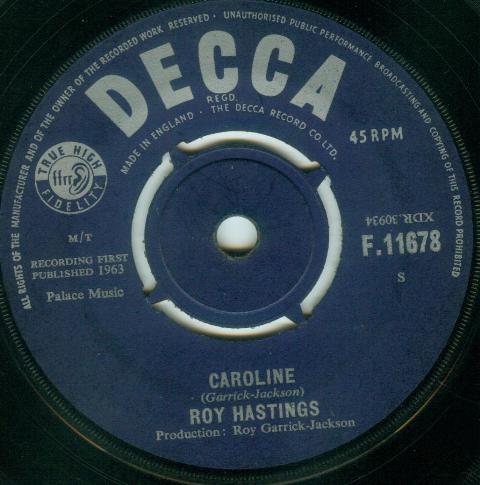 ALL RIGHTS OF THE MANUFACTURER AND OF THE OWNER OF THE RECORDED WORK RESERVED · UNAUTHORISED PUBLIC PERFORMANCE BROADCASTING AND COPYING OF THIS RECORD PROHIBITED
DECCA
REGD.
MADE IN ENGLAND · THE DECCA RECORD CO. LTD.
TRUE HIGH
ffrr
FIDELITY
45 RPM
XDR.30934
F.11678
S
M/T
RECORDING FIRST
PUBLISHED 1963
Palace Music
CAROLINE
(Garrick-Jackson)
ROY HASTINGS
Production: Roy Garrick-Jackson